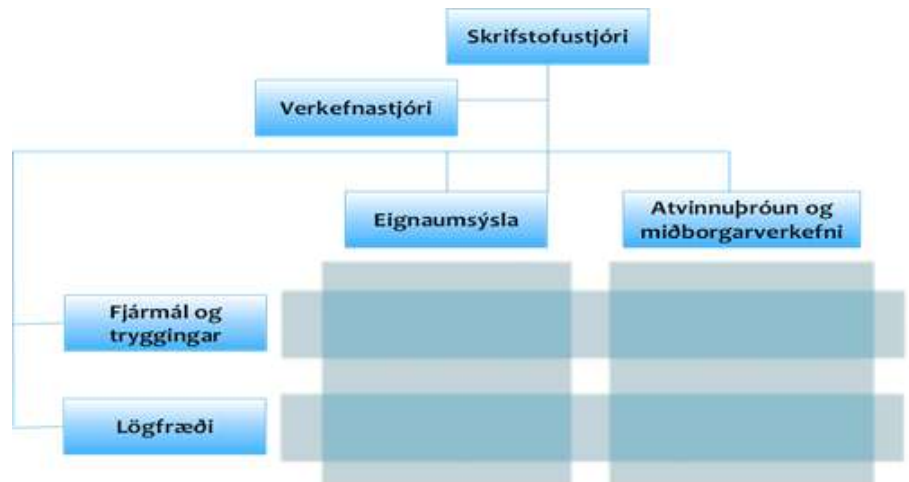 Skrifstofustjóri
Verkefnastjóri
Eignaumsýsla
Atvinnuþróun og
miðborgarverkefni
Fjármál og
tryggingar
Lögfræði